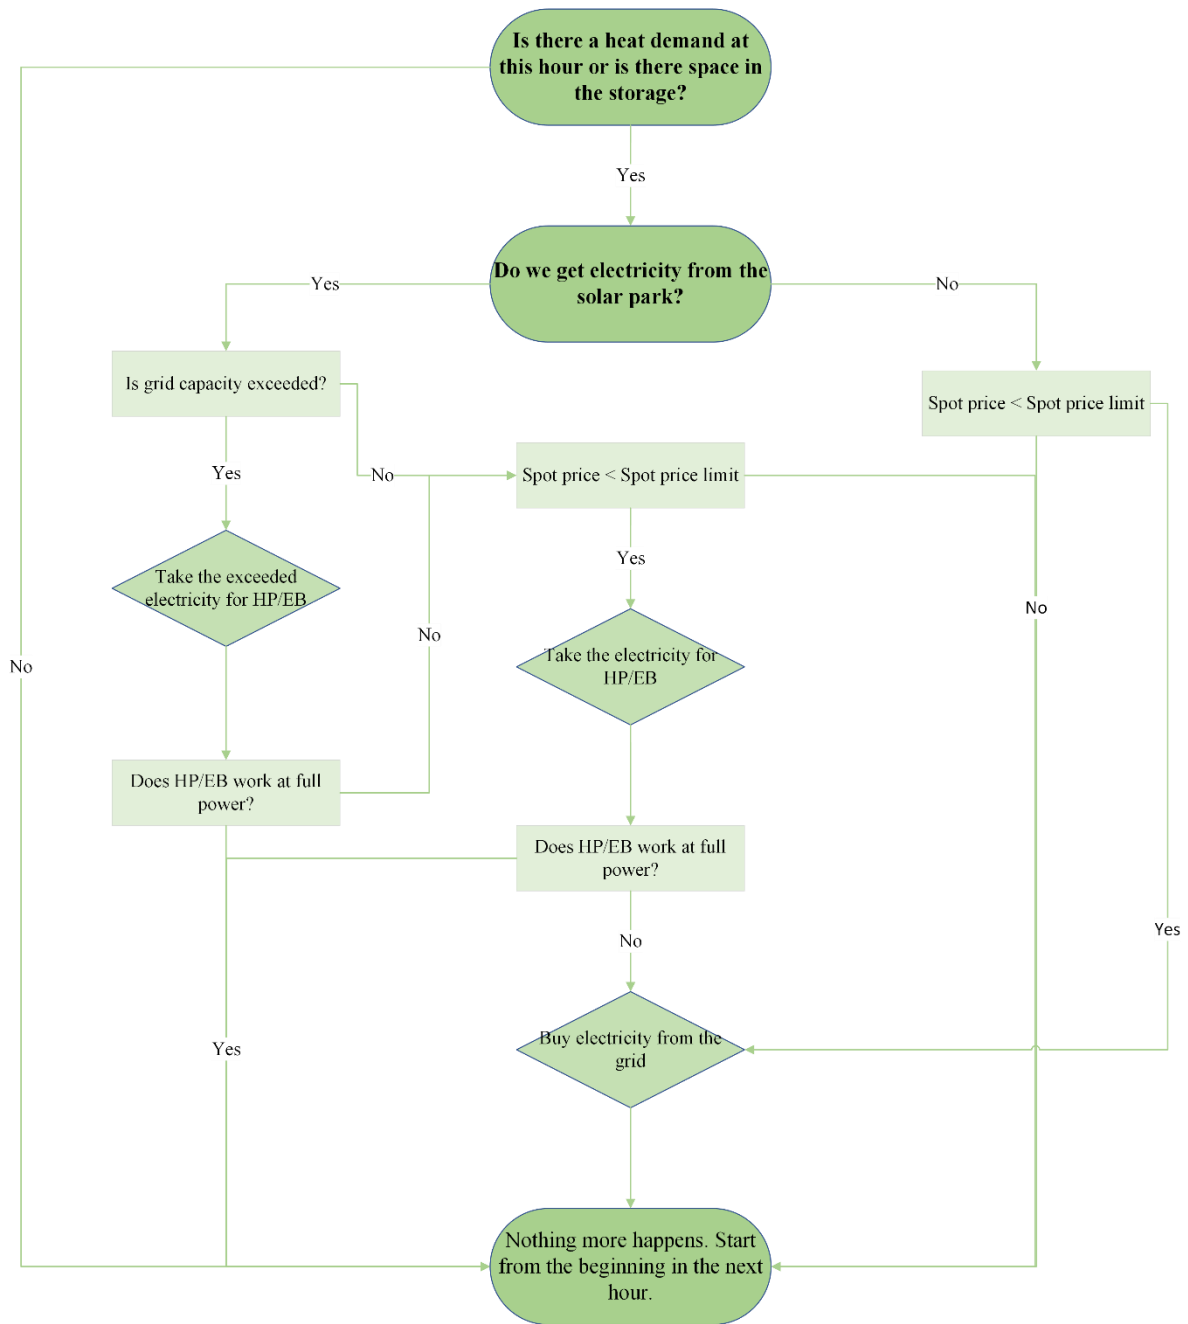 Is there a heat demand at
this hour or is there space in
the storage?
Yes
Do we get electricity from the
solar park?
Yes
No
Is grid capacity exceeded?
Spot price < Spot price limit
Yes
No
Spot price < Spot price limit
Yes
Take the exceeded
electricity for HP/EB
No
No
Take the electricity for
HP/EB
No
Does HP/EB work at full
power?
Does HP/EB work at full
power?
No
Yes
Yes
Buy electricity from the
grid
Nothing more happens. Start
from the beginning in the next
hour.